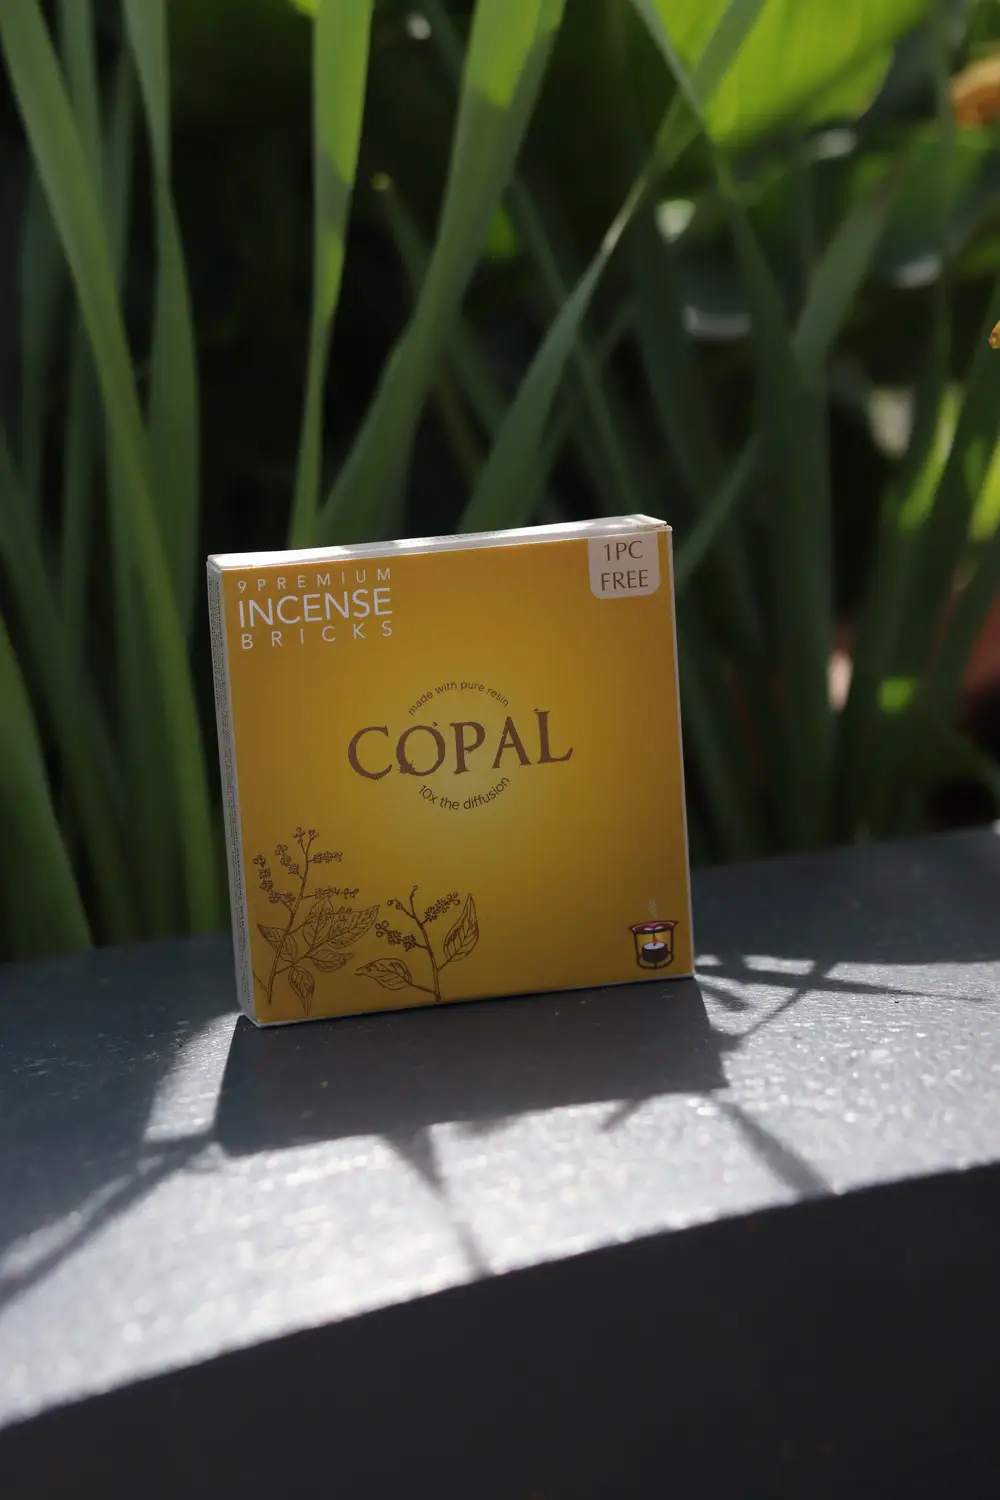 9 PREMIUM
INCENSE
BRICKS
1PC
FREE
made with pure resin
COPAL
10x the diffusion